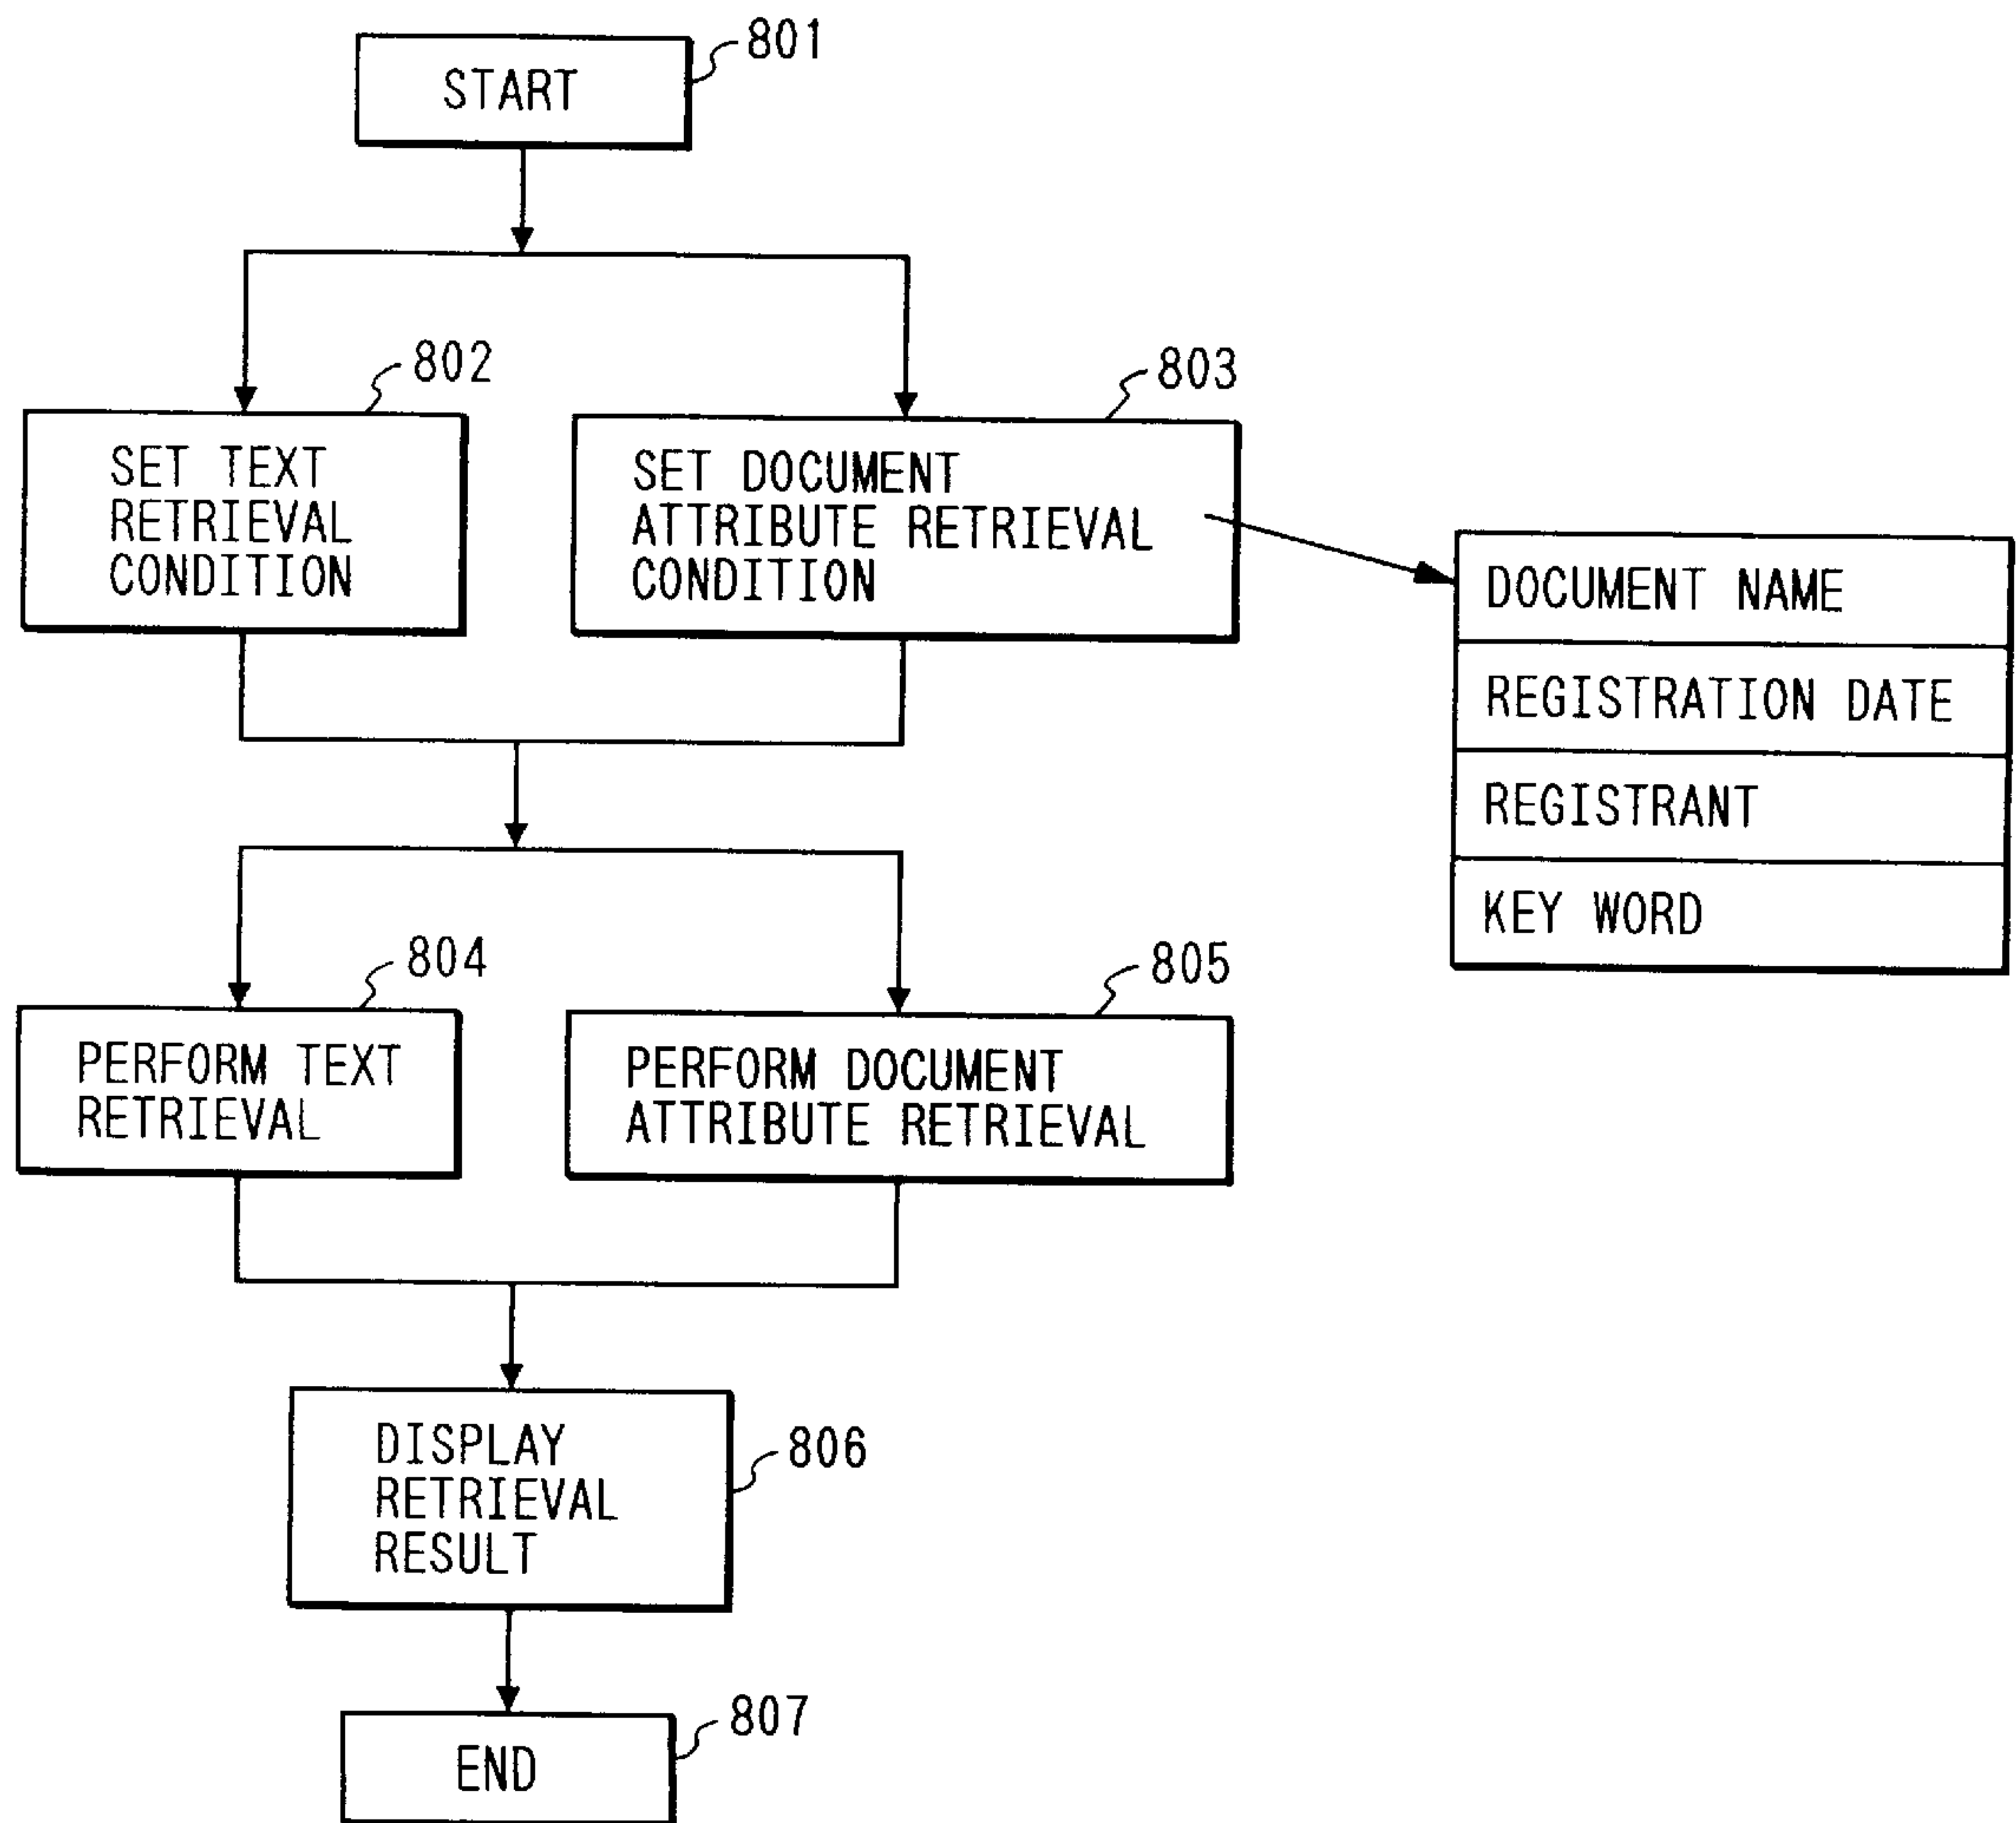 801
START
802
SET TEXT
RETRIEVAL
CONDITION
803
SET DOCUMENT
ATTRIBUTE RETRIEVAL
CONDITION
DOCUMENT NAME
REGISTRATION DATE
REGISTRANT
KEY WORD
804
PERFORM TEXT
RETRIEVAL
805
PERFORM DOCUMENT
ATTRIBUTE RETRIEVAL
806
DISPLAY
RETRIEVAL
RESULT
807
END